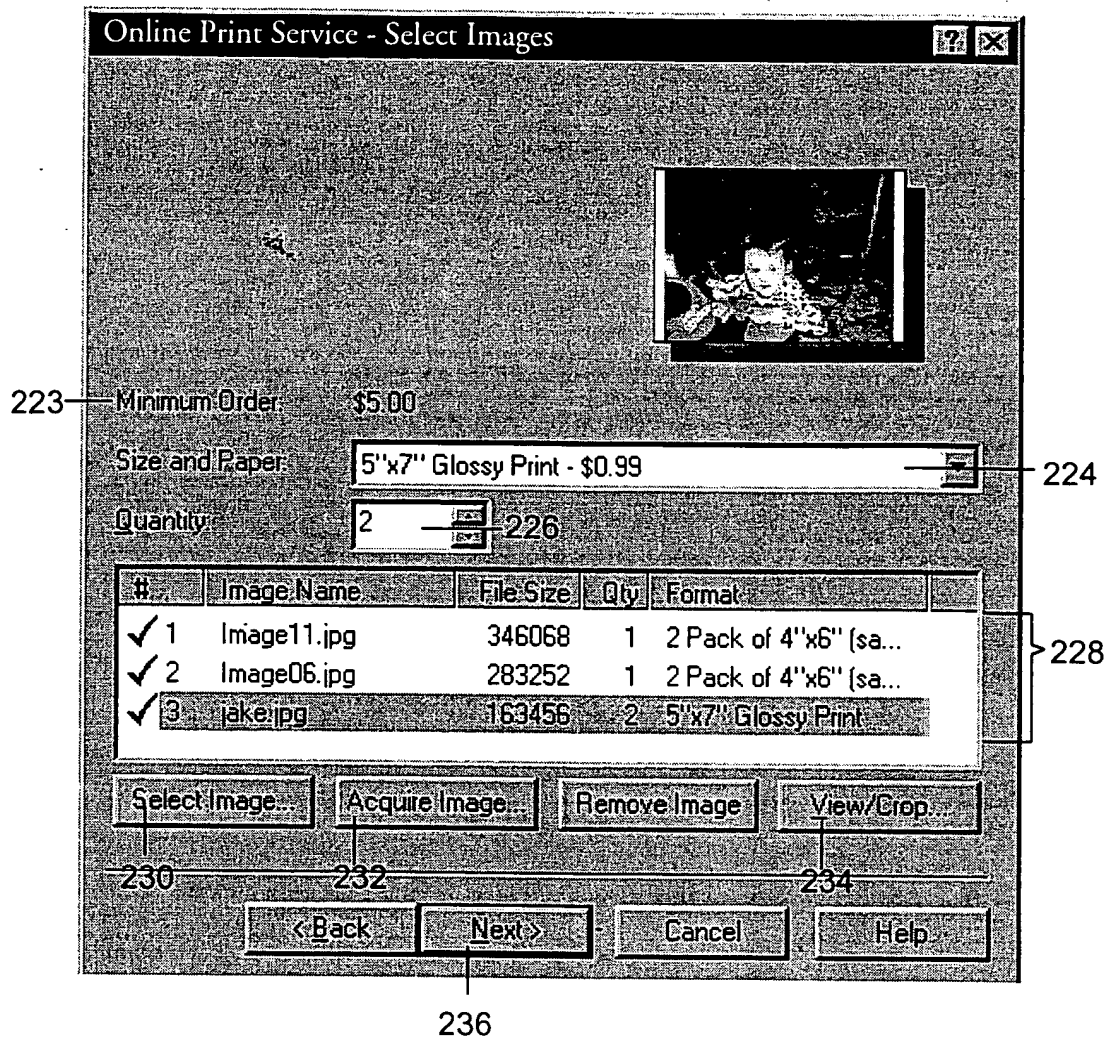 Online Print Service - Select Images
223 Minimum Order: $5.00
Size and Paper: 5"x7" Glossy Print - $0.99 224
Quantity: 2 226
# Image Name File Size Qty Format
1 Image11.jpg 346068 1 2 Pack of 4"x6" (sa...
2 Image06.jpg 283252 1 2 Pack of 4"x6" (sa...
228
3 jake.jpg 163456 2 5"x7" Glossy Print
Select Image... Acquire Image... Remove Image View/Crop...
230 232 234
< Back Next > Cancel Help
236